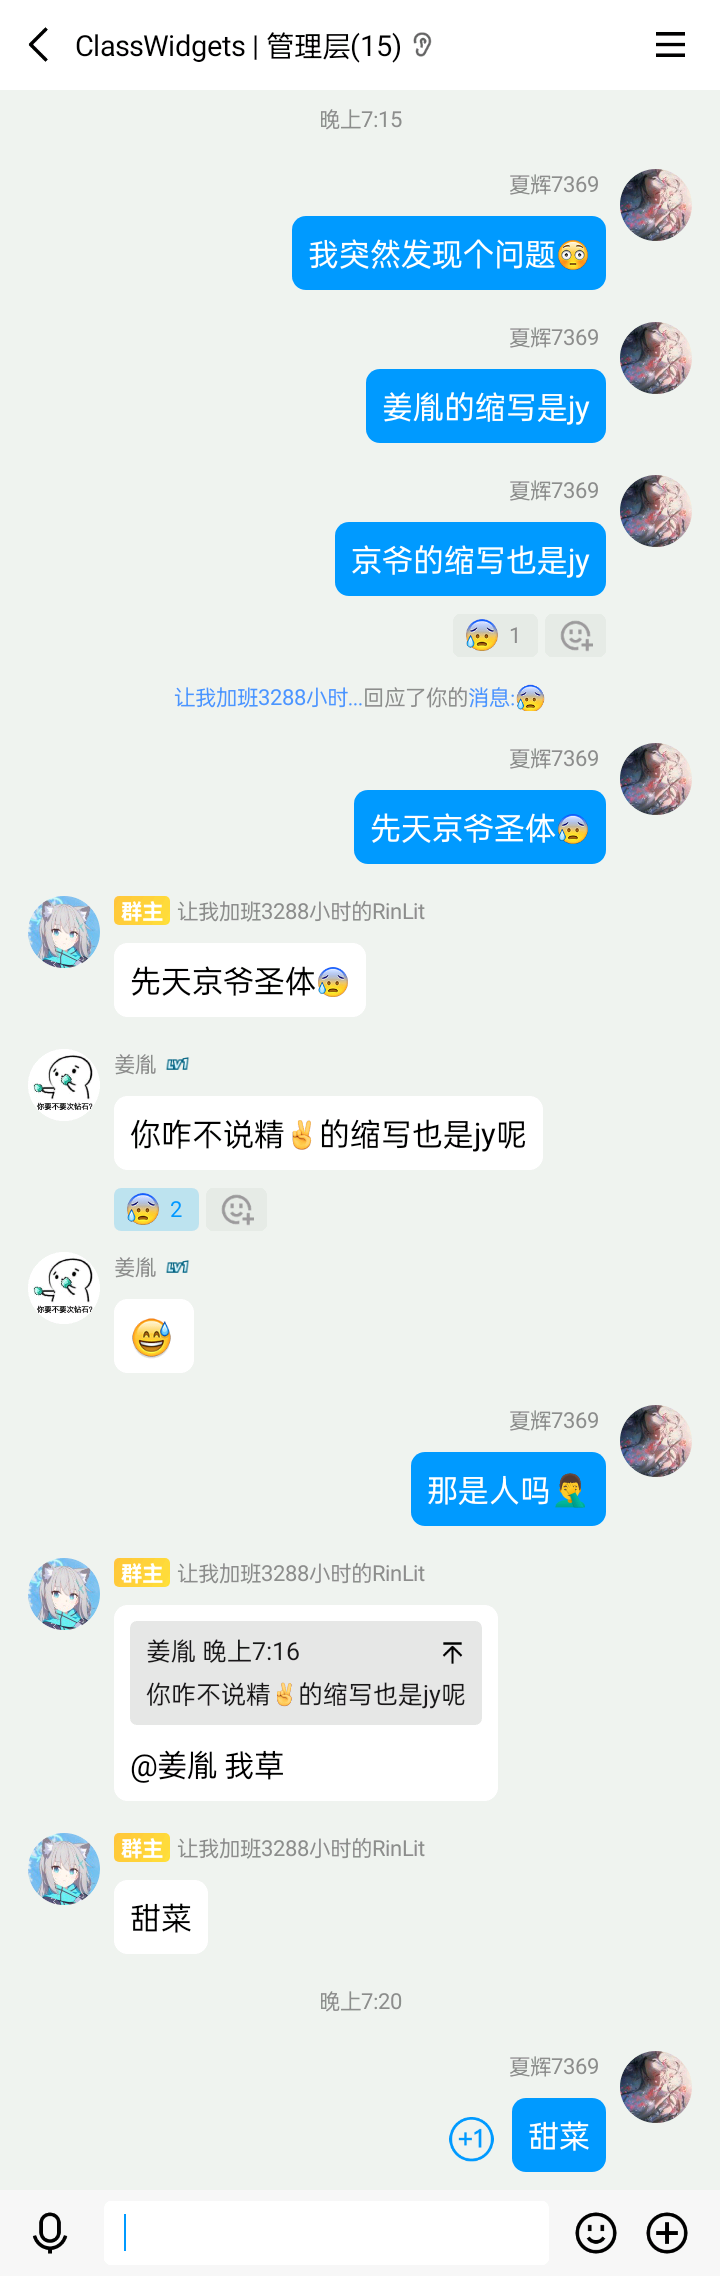 ClassWidgets | 管理层(15)
晚上7:15
夏辉7369
我突然发现个问题😳
夏辉7369
姜胤的缩写是jy
夏辉7369
京爷的缩写也是jy
😰 1
让我加班3288小时...回应了你的消息:😰
夏辉7369
先天京爷圣体😰
群主 让我加班3288小时的RinLit
先天京爷圣体😰
姜胤 LV1
你要不要次钻石?
你咋不说精✌的缩写也是jy呢
😰 2
姜胤 LV1
你要不要次钻石?
😅
夏辉7369
那是人吗🤦‍♂️
群主 让我加班3288小时的RinLit
姜胤 晚上7:16
你咋不说精✌的缩写也是jy呢
@姜胤 我草
群主 让我加班3288小时的RinLit
甜菜
晚上7:20
夏辉7369
+1 甜菜